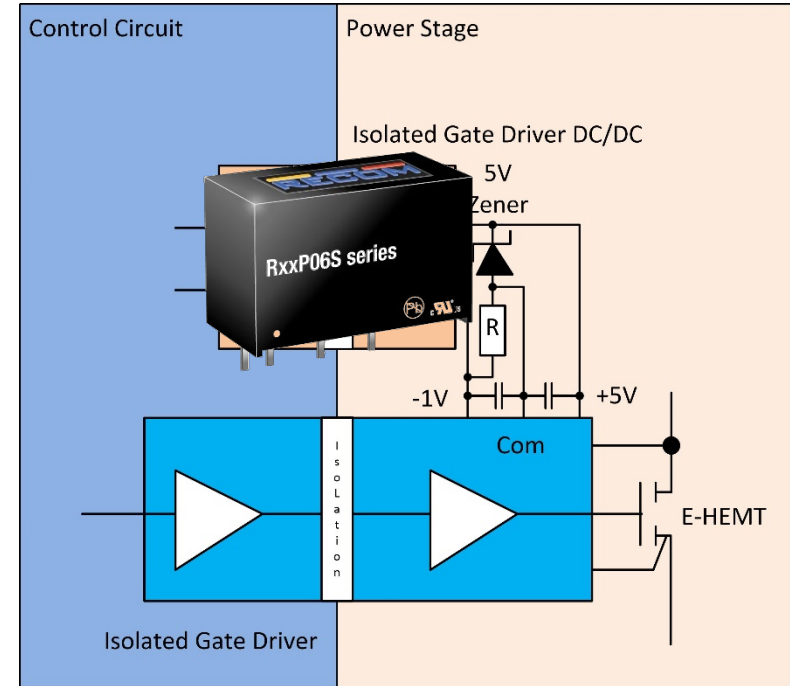 Control Circuit
Power Stage
Isolated Gate Driver DC/DC
5V
Zener
RECOM
RxxP06S series
R
-1V
+5V
Com
IsoLation
E-HEMT
Isolated Gate Driver